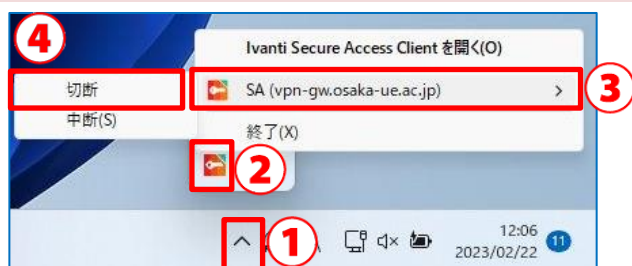 ④
Ivanti Secure Access Client を開く(O)
切断
SA (vpn-gw.osaka-ue.ac.jp)
③
中断(S)
終了(X)
②
①
12:06
2023/02/22
11